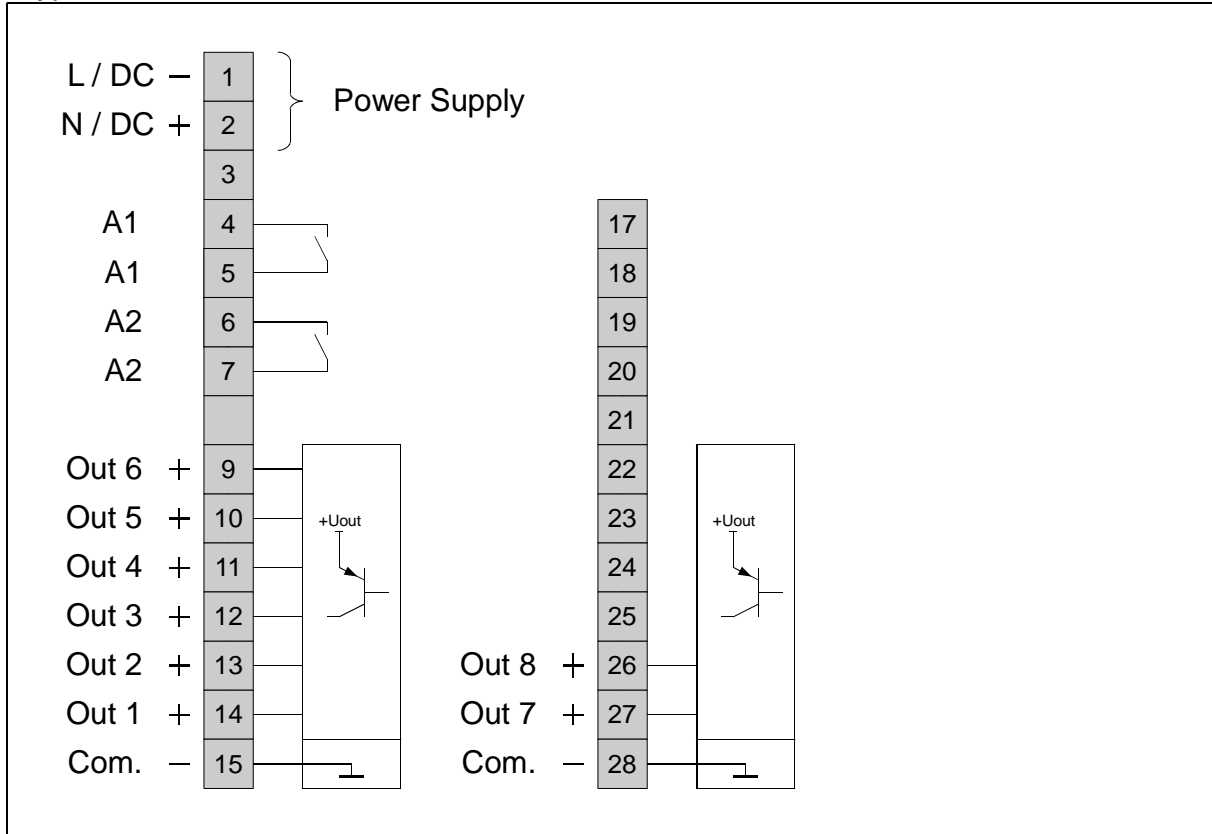 L / DC − 1
Power Supply
N / DC + 2
3
A1 4
A1 5
A2 6
A2 7
Out 6 + 9
Out 5 + 10
Out 4 + 11
Out 3 + 12
Out 2 + 13
Out 1 + 14
Com. − 15
+Uout
17
18
19
20
21
22
23
24
25
Out 8 + 26
Out 7 + 27
Com. − 28
+Uout